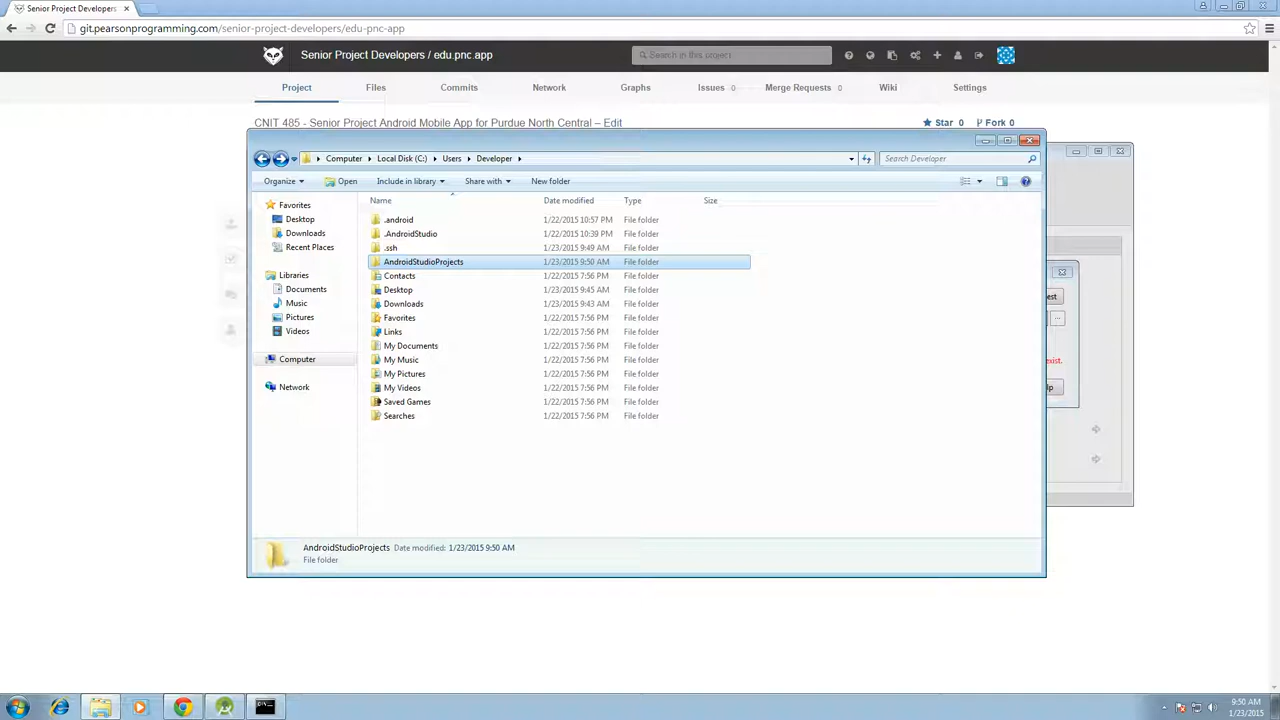 Senior Project Developers
git.pearsonprogramming.com/senior-project-developers/edu-pnc-app
Senior Project Developers / edu.pnc.app
Search in this project
Project Files Commits Network Graphs Issues 0 Merge Requests 0 Wiki Settings
CNIT 485 - Senior Project Android Mobile App for Purdue North Central – Edit
Star 0 Fork 0
Computer Local Disk (C:) Users Developer
Search Developer
Organize Open Include in library Share with New folder
Name Date modified Type Size
Favorites
Desktop
Downloads
Recent Places
Libraries
Documents
Music
Pictures
Videos
Computer
Network
.android 1/22/2015 10:57 PM File folder
.AndroidStudio 1/22/2015 10:39 PM File folder
.ssh 1/23/2015 9:49 AM File folder
AndroidStudioProjects 1/23/2015 9:50 AM File folder
Contacts 1/22/2015 7:56 PM File folder
Desktop 1/23/2015 9:45 AM File folder
Downloads 1/23/2015 9:43 AM File folder
Favorites 1/22/2015 7:56 PM File folder
Links 1/22/2015 7:56 PM File folder
My Documents 1/22/2015 7:56 PM File folder
My Music 1/22/2015 7:56 PM File folder
My Pictures 1/22/2015 7:56 PM File folder
My Videos 1/22/2015 7:56 PM File folder
Saved Games 1/22/2015 7:56 PM File folder
Searches 1/22/2015 7:56 PM File folder
est
...
exist.
lp
AndroidStudioProjects Date modified: 1/23/2015 9:50 AM
File folder
9:50 AM
1/23/2015